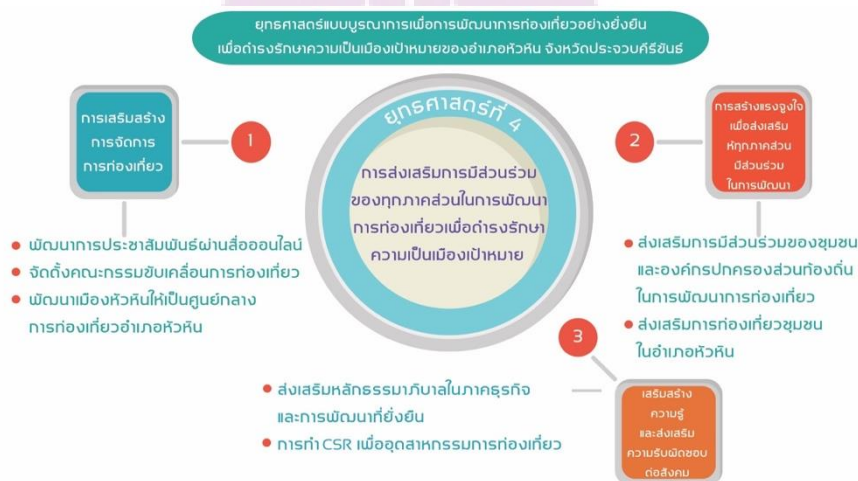 ยุทธศาสตร์แบบบูรณาการเพื่อการพัฒนาการท่องเที่ยวอย่างยั่งยืน
เพื่อดำรงรักษาความเป็นเมืองเป้าหมายของอำเภอหัวหิน จังหวัดประจวบคีรีขันธ์
ยุทธศาสตร์ที่ 4
การส่งเสริมการมีส่วนร่วม
ของทุกภาคส่วนในการพัฒนา
การท่องเที่ยวเพื่อดำรงรักษา
ความเป็นเมืองเป้าหมาย
การเสริมสร้าง
การจัดการ
การท่องเที่ยว
1
พัฒนาการประชาสัมพันธ์ผ่านสื่อออนไลน์
จัดตั้งคณะกรรมขับเคลื่อนการท่องเที่ยว
พัฒนาเมืองหัวหินให้เป็นศูนย์กลาง
การท่องเที่ยวอำเภอหัวหิน
2
การสร้างแรงจูงใจ
เพื่อส่งเสริม
ห้ทุกภาคส่วน
มีส่วนร่วม
ในการพัฒนา
ส่งเสริมการมีส่วนร่วมของชุมชน
และองค์กรปกครองส่วนท้องถิ่น
ในการพัฒนาการท่องเที่ยว
ส่งเสริมการท่องเที่ยวชุมชน
ในอำเภอหัวหิน
3
เสริมสร้าง
ความรู้
และส่งเสริม
ความรับผิดชอบ
ต่อสังคม
ส่งเสริมหลักธรรมาภิบาลในภาคธุรกิจ
และการพัฒนาที่ยั่งยืน
การทำ CSR เพื่ออุตสาหกรรมการท่องเที่ยว